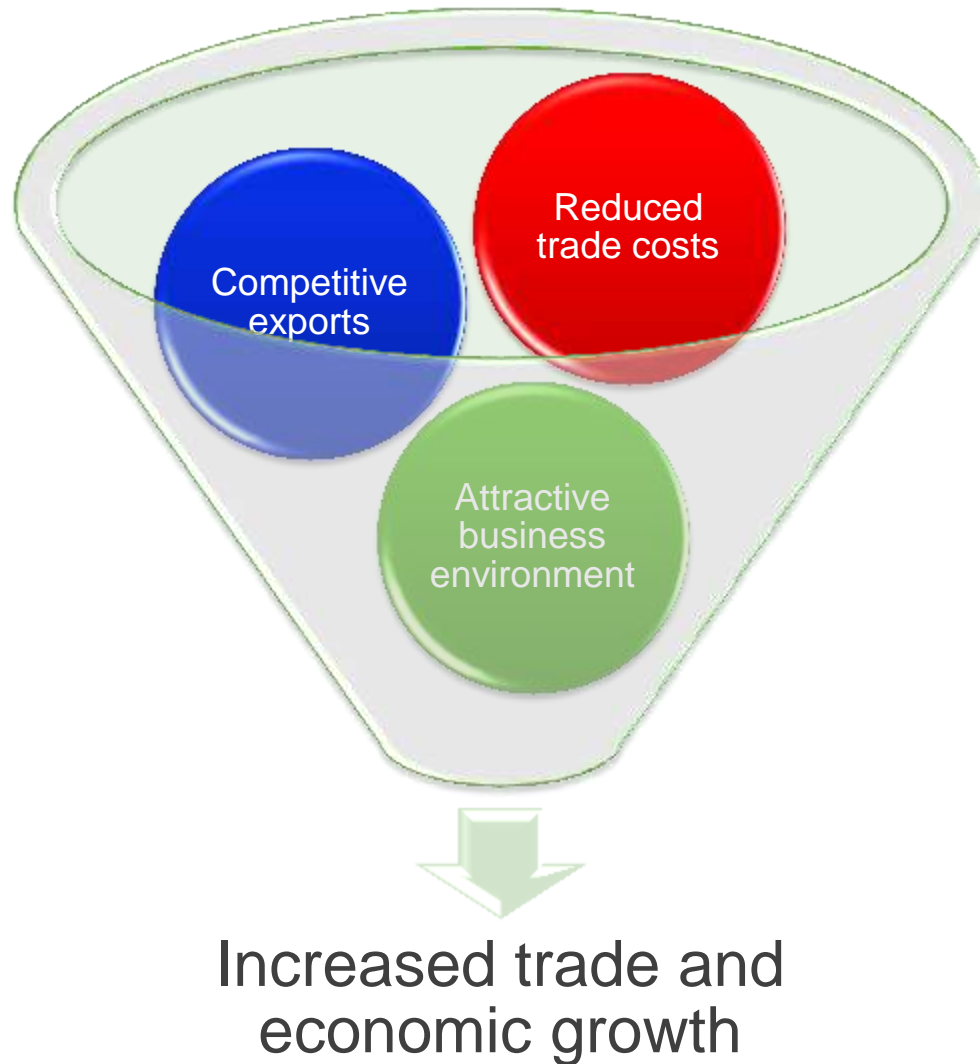 Reduced
trade costs
Competitive
exports
Attractive
business
environment
Increased trade and
economic growth